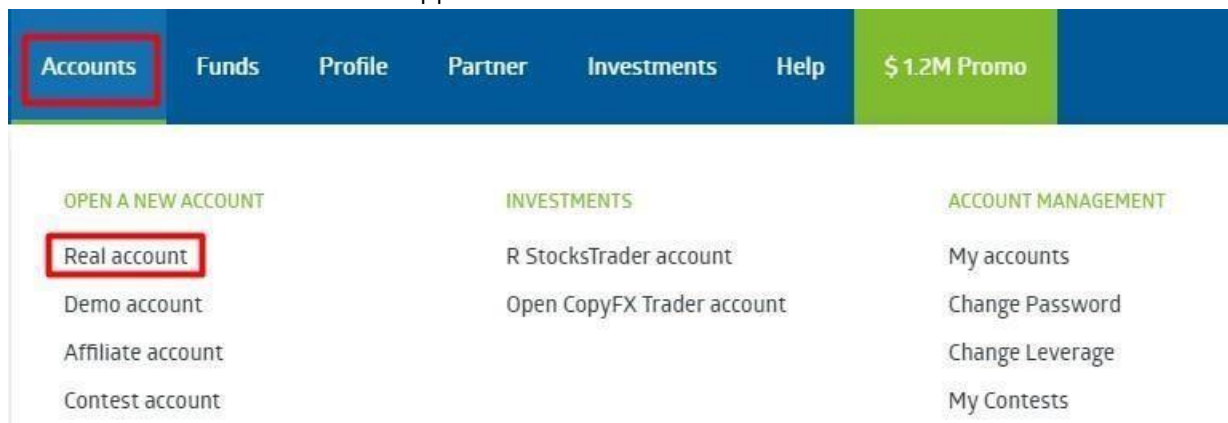 Accounts Funds Profile Partner Investments Help $ 1.2M Promo
OPEN A NEW ACCOUNT
Real account
Demo account
Affiliate account
Contest account
INVESTMENTS
R StocksTrader account
Open CopyFX Trader account
ACCOUNT MANAGEMENT
My accounts
Change Password
Change Leverage
My Contests